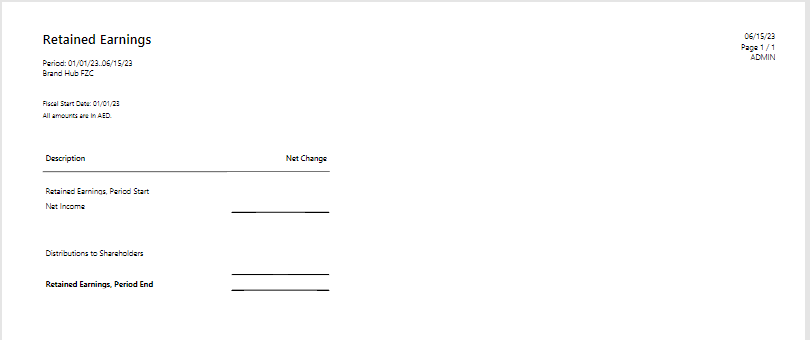 Retained Earnings
06/15/23
Page 1 / 1
ADMIN
Period: 01/01/23..06/15/23
Brand Hub FZC
Fiscal Start Date: 01/01/23
All amounts are in AED.
Description Net Change
Retained Earnings, Period Start
Net Income
Distributions to Shareholders
Retained Earnings, Period End